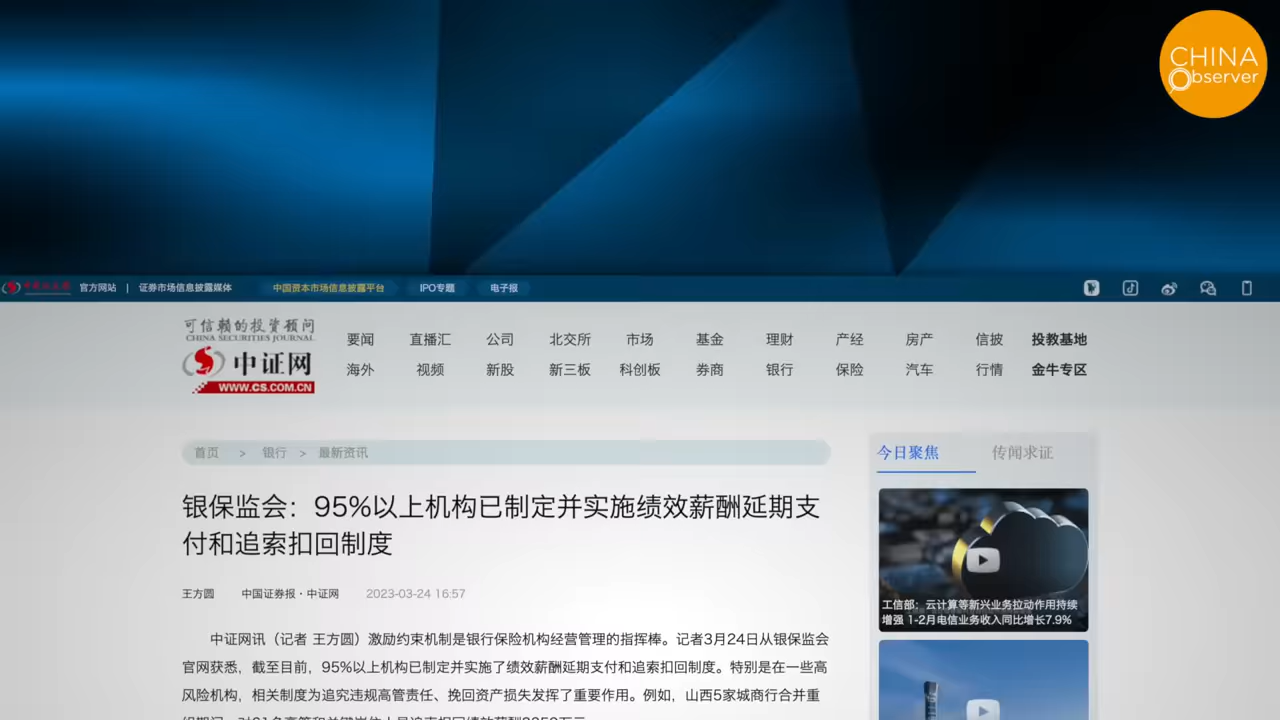 CHINA
Observer
官方网站 | 证券市场信息披露媒体 中国资本市场信息披露平台 IPO专题 电子报
可信赖的投资顾问
CHINA SECURITIES JOURNAL
中证网
WWW.CS.COM.CN
要闻 直播汇 公司 北交所 市场 基金 理财 产经 房产 信披 投教基地
海外 视频 新股 新三板 科创板 券商 银行 保险 汽车 行情 金牛专区
首页 > 银行 > 最新资讯
银保监会：95%以上机构已制定并实施绩效薪酬延期支
付和追索扣回制度
王方圆 中国证券报·中证网 2023-03-24 16:57
中证网讯（记者 王方圆）激励约束机制是银行保险机构经营管理的指挥棒。记者3月24日从银保监会
官网获悉，截至目前，95%以上机构已制定并实施了绩效薪酬延期支付和追索扣回制度。特别是在一些高
风险机构，相关制度为追究违规高管责任、挽回资产损失发挥了重要作用。例如，山西5家城商行合并重
今日聚焦 传闻求证
工信部：云计算等新兴业务拉动作用持续
增强 1-2月电信业务收入同比增长7.9%